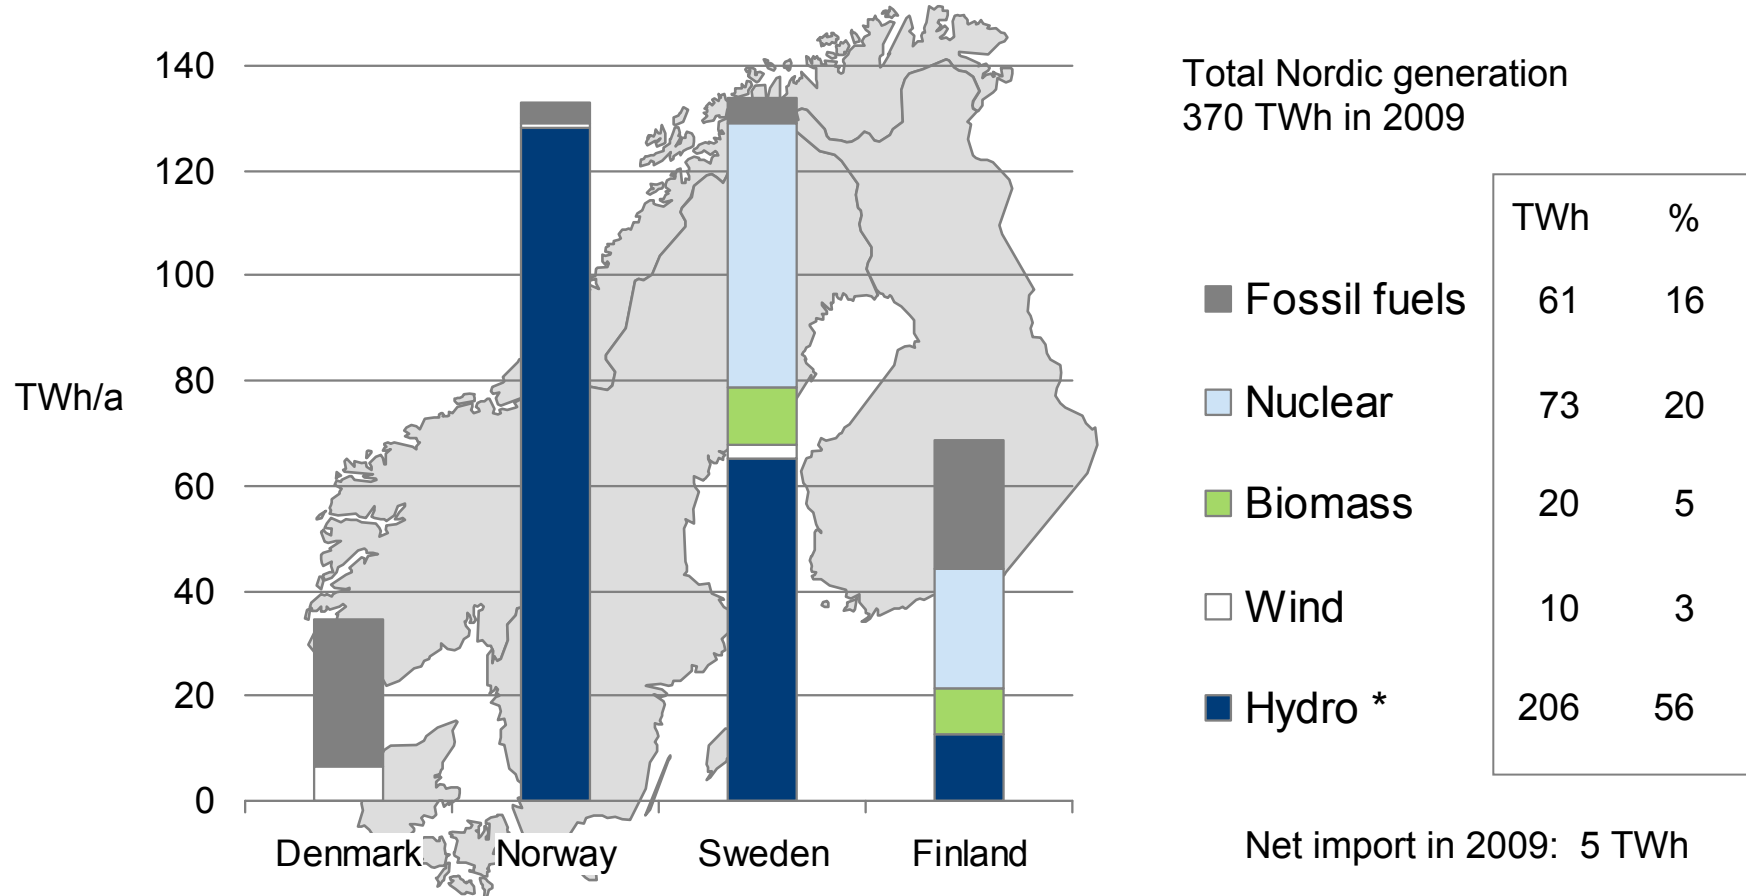 140
120
100
80
60
40
20
0
TWh/a
Denmark
Norway
Sweden
Finland
Total Nordic generation
370 TWh in 2009
TWh %
Fossil fuels 61 16
Nuclear 73 20
Biomass 20 5
Wind 10 3
Hydro * 206 56
Net import in 2009: 5 TWh